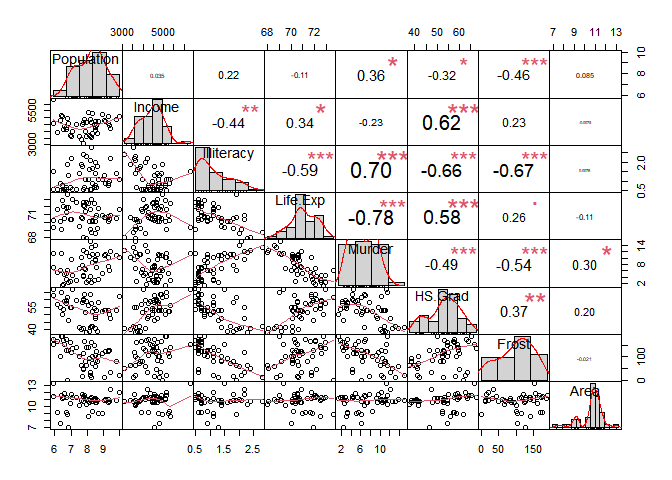 3000 5000
68 70 72
40 50 60
7 9 11 13
Population
0.035
0.22
-0.11
0.36 *
-0.32 *
-0.46 ***
0.085
6 8 10
3000 5500
Income
-0.44 **
0.34 *
-0.23
0.62 ***
0.23
Illiteracy
-0.59 ***
0.70 ***
-0.66 ***
-0.67 ***
0.5 2.0
68 71
Life.Exp
-0.78 ***
0.58 ***
0.26 .
-0.11
Murder
-0.49 ***
-0.54 ***
0.30 *
2 8 14
40 55
HS.Grad
0.37 **
0.20
Frost
-0.021
0 100
7 10 13
Area
6 7 8 9
0.5 1.5 2.5
2 6 10
0 50 150